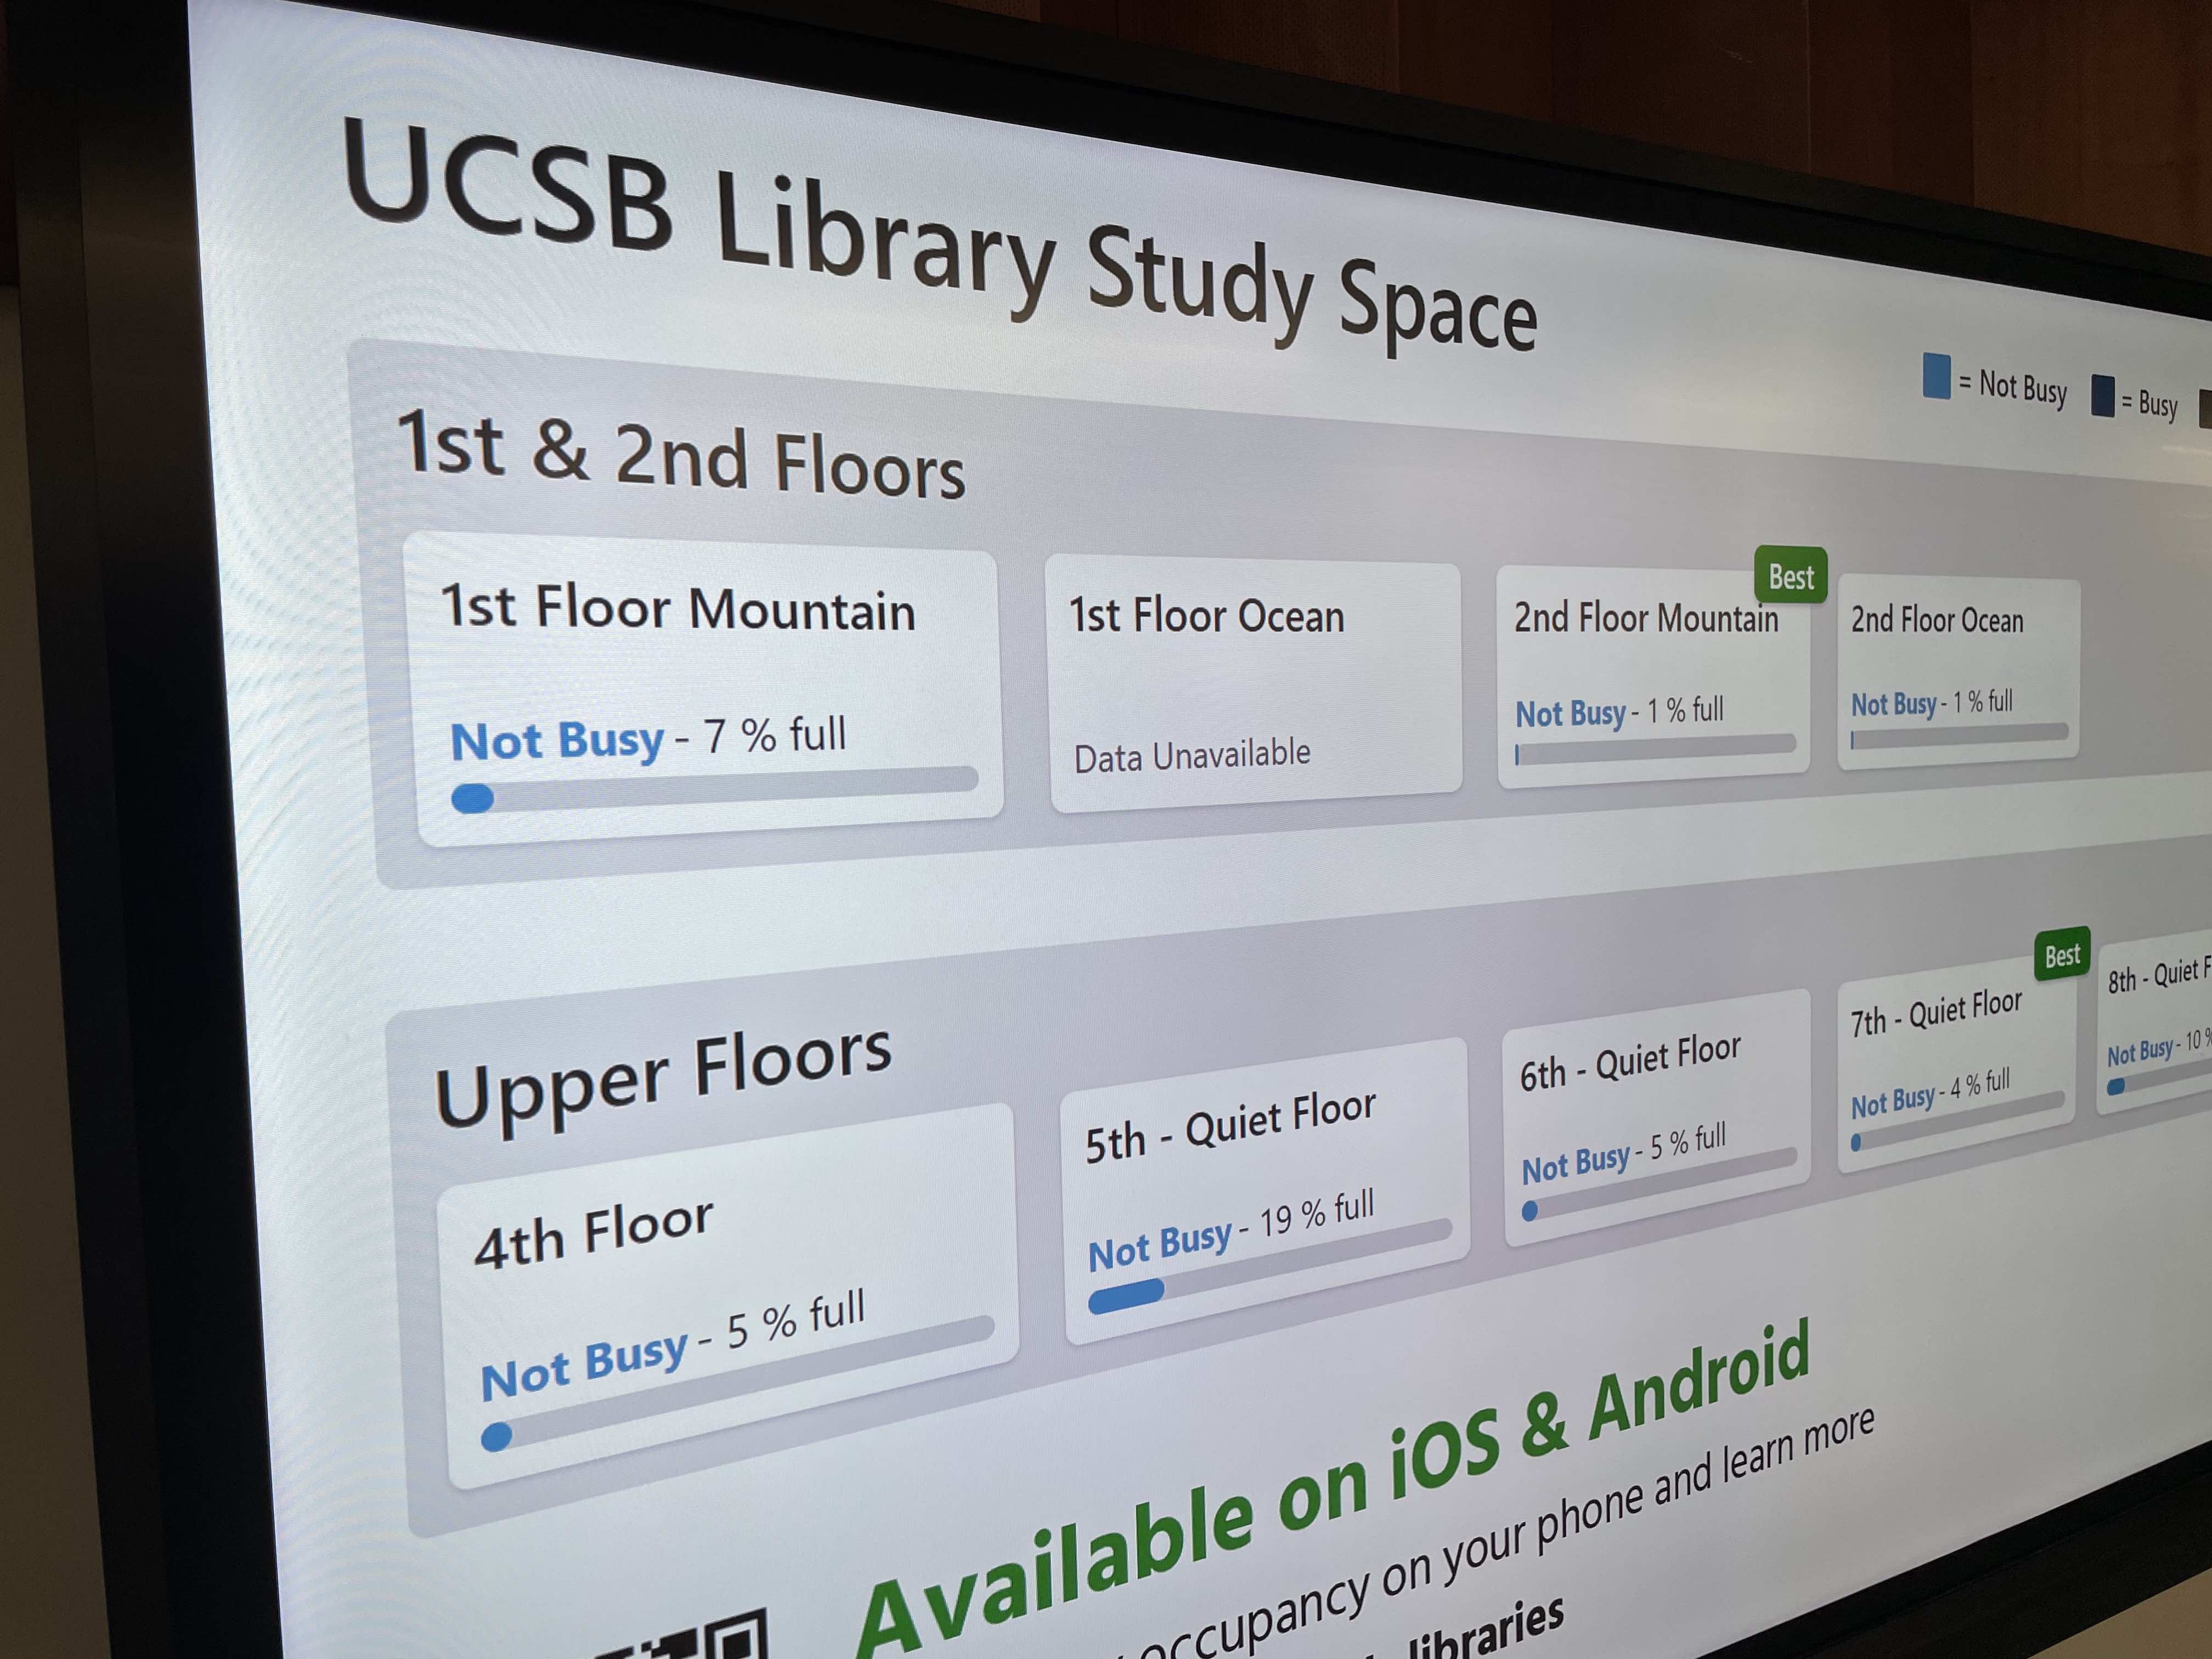 UCSB Library Study Space
= Not Busy = Busy
1st & 2nd Floors
1st Floor Mountain
Not Busy - 7 % full
1st Floor Ocean
Data Unavailable
Best
2nd Floor Mountain
Not Busy - 1 % full
2nd Floor Ocean
Not Busy - 1 % full
Upper Floors
4th Floor
Not Busy - 5 % full
5th - Quiet Floor
Not Busy - 19 % full
6th - Quiet Floor
Not Busy - 5 % full
Best
7th - Quiet Floor
Not Busy - 4 % full
8th - Quiet
Not Busy - 10 %
Available on iOS & Android
occupancy on your phone and learn more
libraries